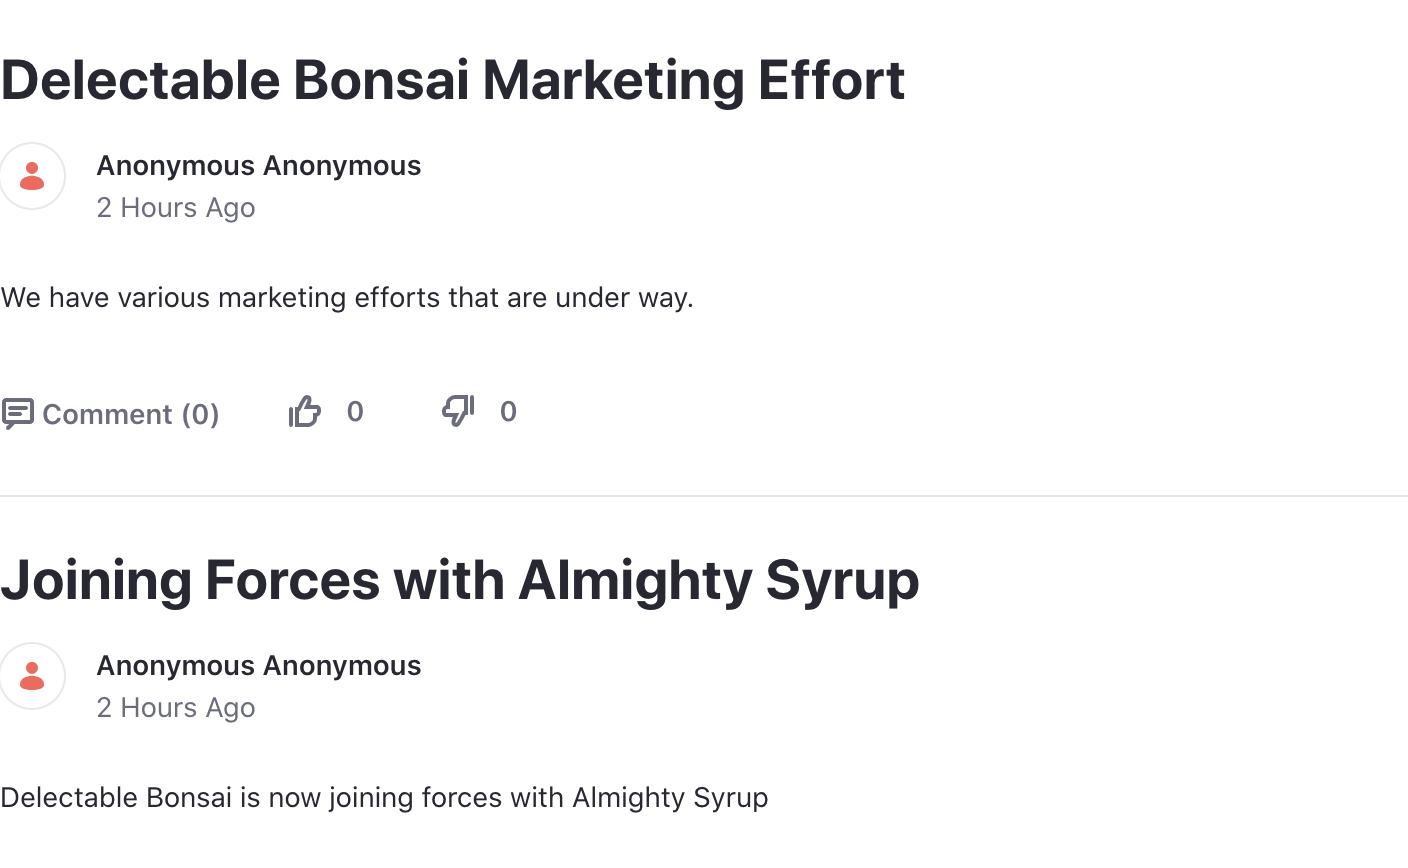 Delectable Bonsai Marketing Effort
Anonymous Anonymous
2 Hours Ago
We have various marketing efforts that are under way.
Comment (0) 0 0
Joining Forces with Almighty Syrup
Anonymous Anonymous
2 Hours Ago
Delectable Bonsai is now joining forces with Almighty Syrup